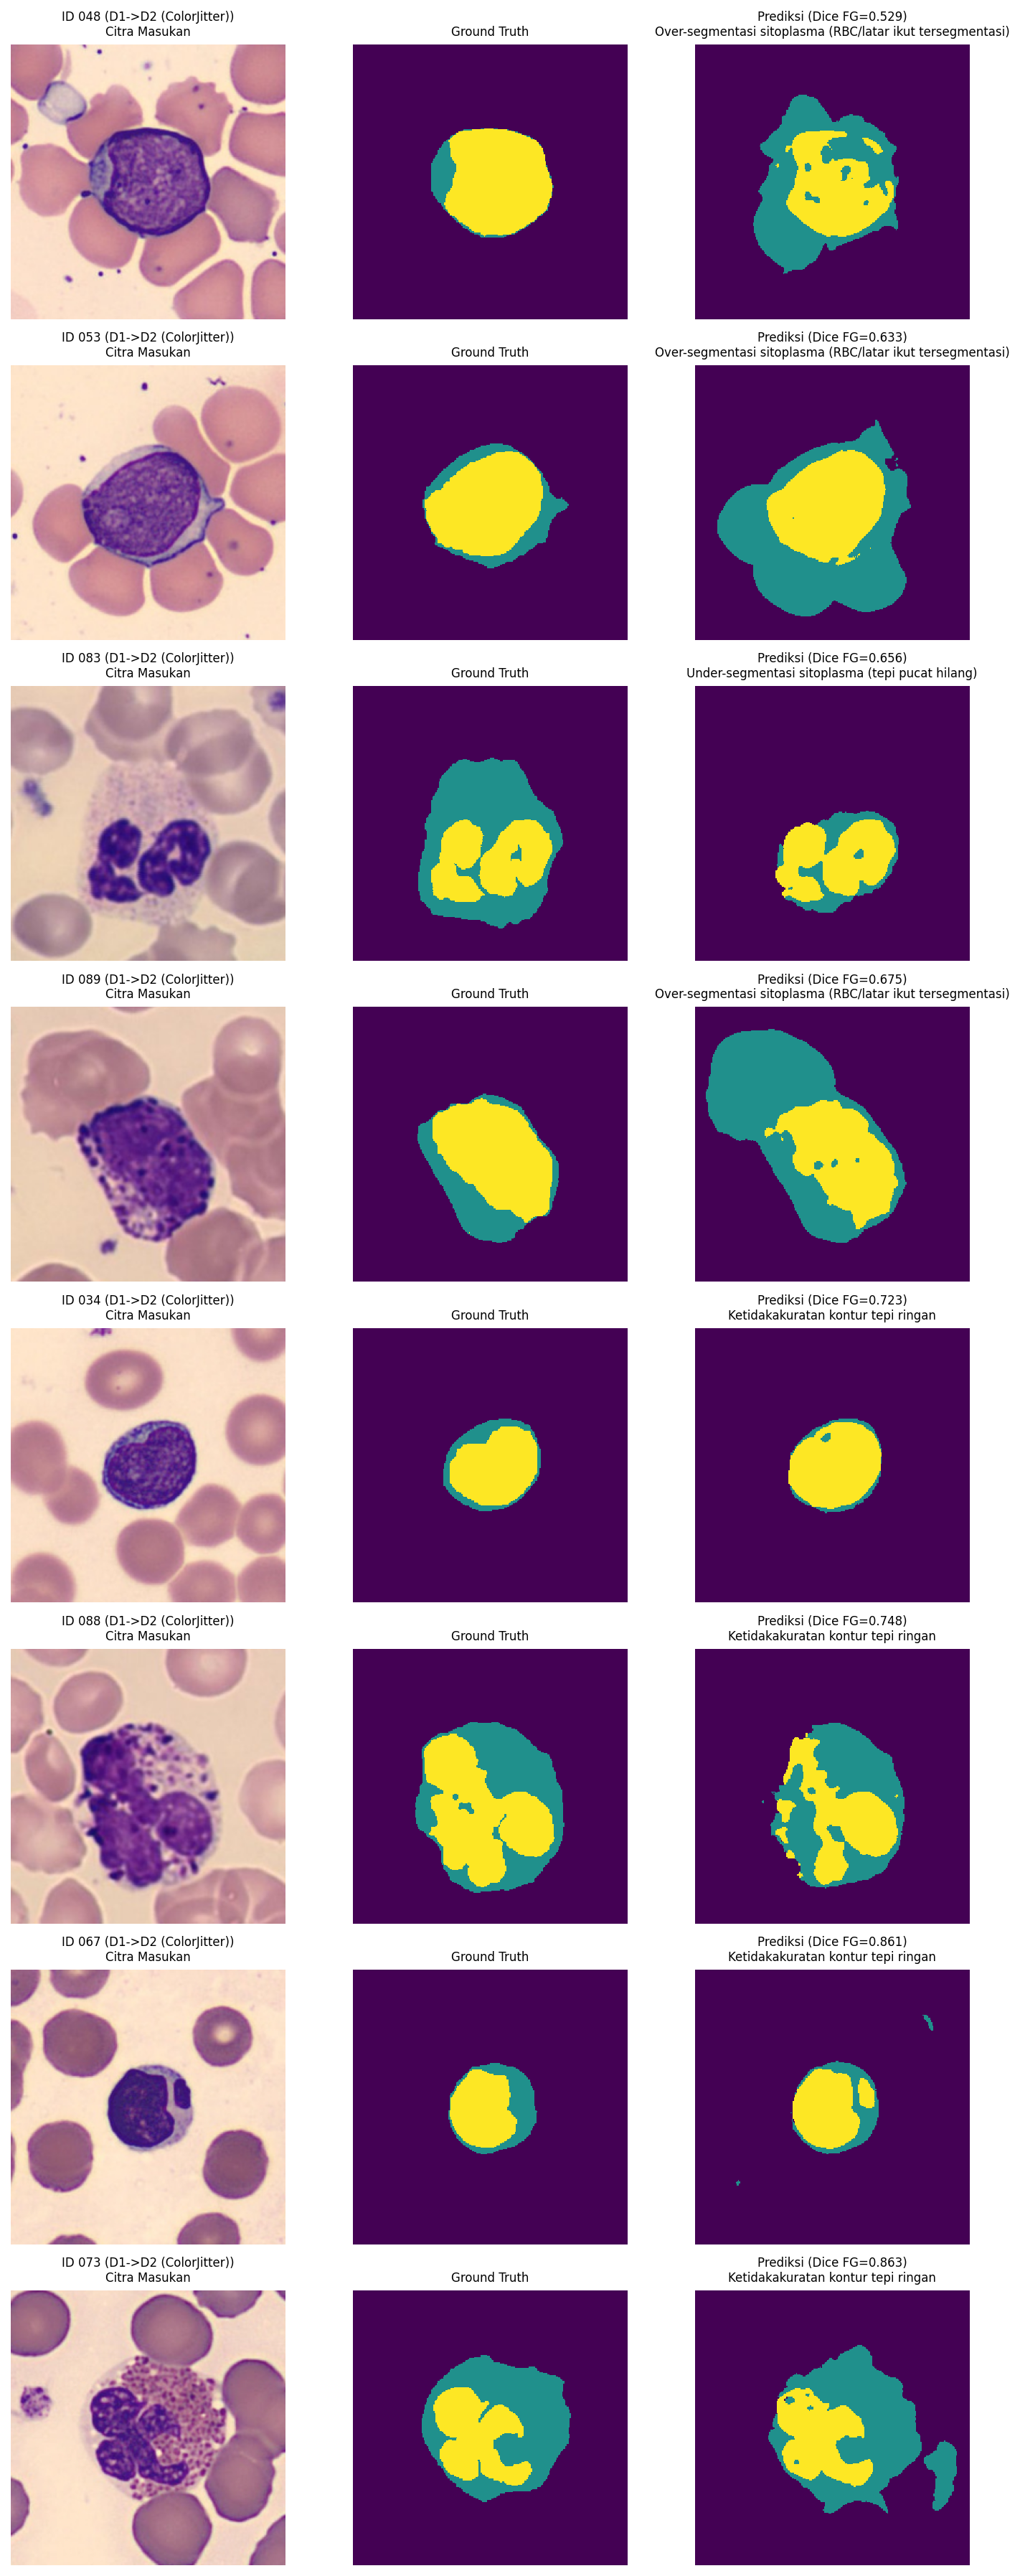 ID 048 (D1->D2 (ColorJitter))
Citra Masukan
Ground Truth
Prediksi (Dice FG=0.529)
Over-segmentasi sitoplasma (RBC/latar ikut tersegmentasi)
ID 053 (D1->D2 (ColorJitter))
Citra Masukan
Ground Truth
Prediksi (Dice FG=0.633)
Over-segmentasi sitoplasma (RBC/latar ikut tersegmentasi)
ID 083 (D1->D2 (ColorJitter))
Citra Masukan
Ground Truth
Prediksi (Dice FG=0.656)
Under-segmentasi sitoplasma (tepi pucat hilang)
ID 089 (D1->D2 (ColorJitter))
Citra Masukan
Ground Truth
Prediksi (Dice FG=0.675)
Over-segmentasi sitoplasma (RBC/latar ikut tersegmentasi)
ID 034 (D1->D2 (ColorJitter))
Citra Masukan
Ground Truth
Prediksi (Dice FG=0.723)
Ketidakakuratan kontur tepi ringan
ID 088 (D1->D2 (ColorJitter))
Citra Masukan
Ground Truth
Prediksi (Dice FG=0.748)
Ketidakakuratan kontur tepi ringan
ID 067 (D1->D2 (ColorJitter))
Citra Masukan
Ground Truth
Prediksi (Dice FG=0.861)
Ketidakakuratan kontur tepi ringan
ID 073 (D1->D2 (ColorJitter))
Citra Masukan
Ground Truth
Prediksi (Dice FG=0.863)
Ketidakakuratan kontur tepi ringan